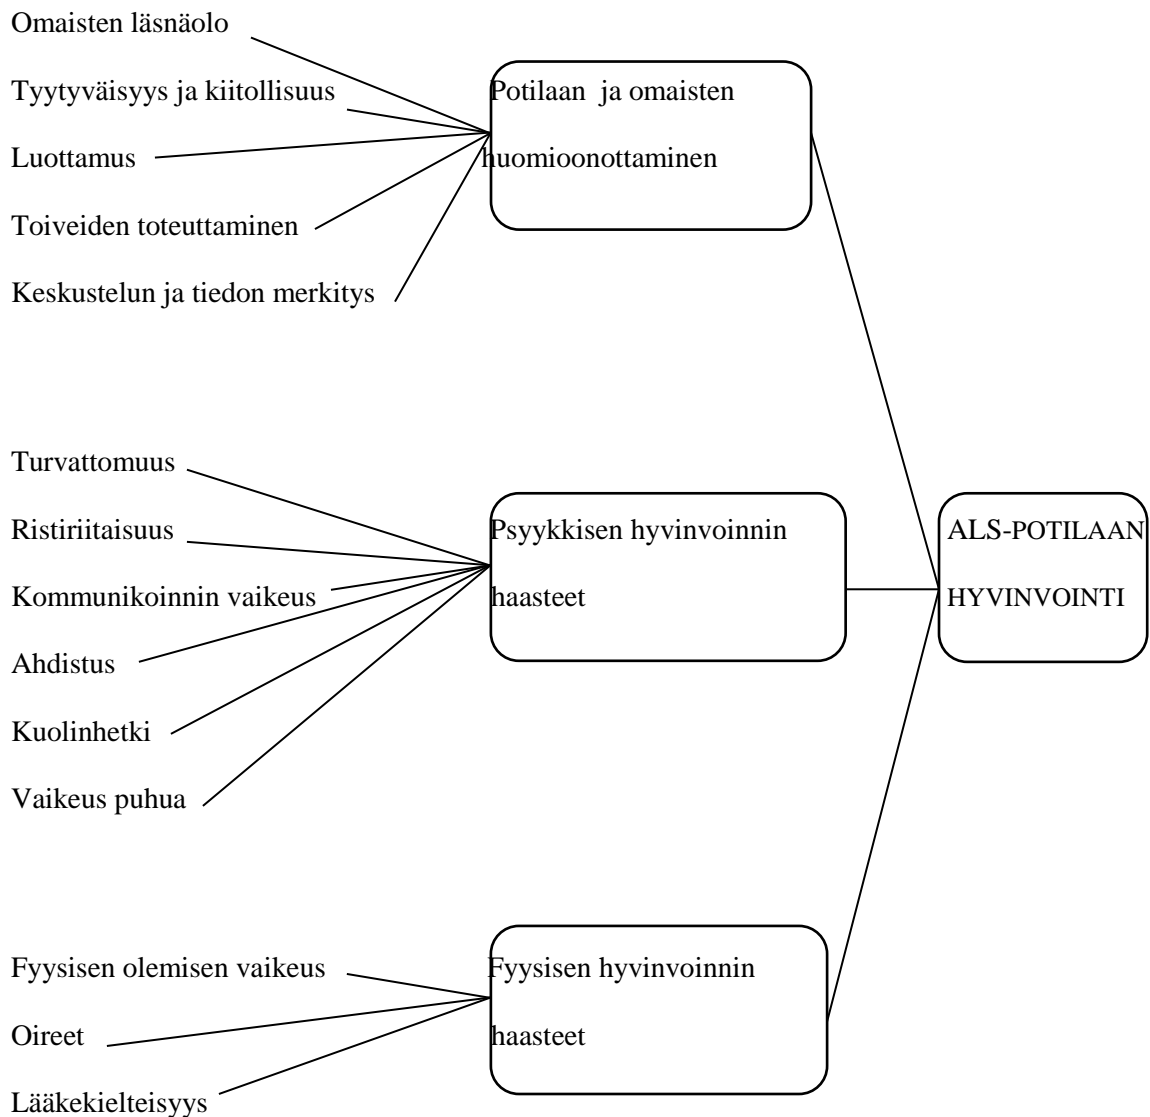 Omaisten läsnäolo
Tyytyväisyys ja kiitollisuus
Luottamus
Toiveiden toteuttaminen
Keskustelun ja tiedon merkitys
Potilaan ja omaisten
huomioonottaminen
Turvattomuus
Ristiriitaisuus
Kommunikoinnin vaikeus
Ahdistus
Kuolinhetki
Vaikeus puhua
Psyykkisen hyvinvoinnin
haasteet
Fyysisen olemisen vaikeus
Oireet
Lääkekielteisyys
Fyysisen hyvinvoinnin
haasteet
ALS-POTILAAN
HYVINVOINTI